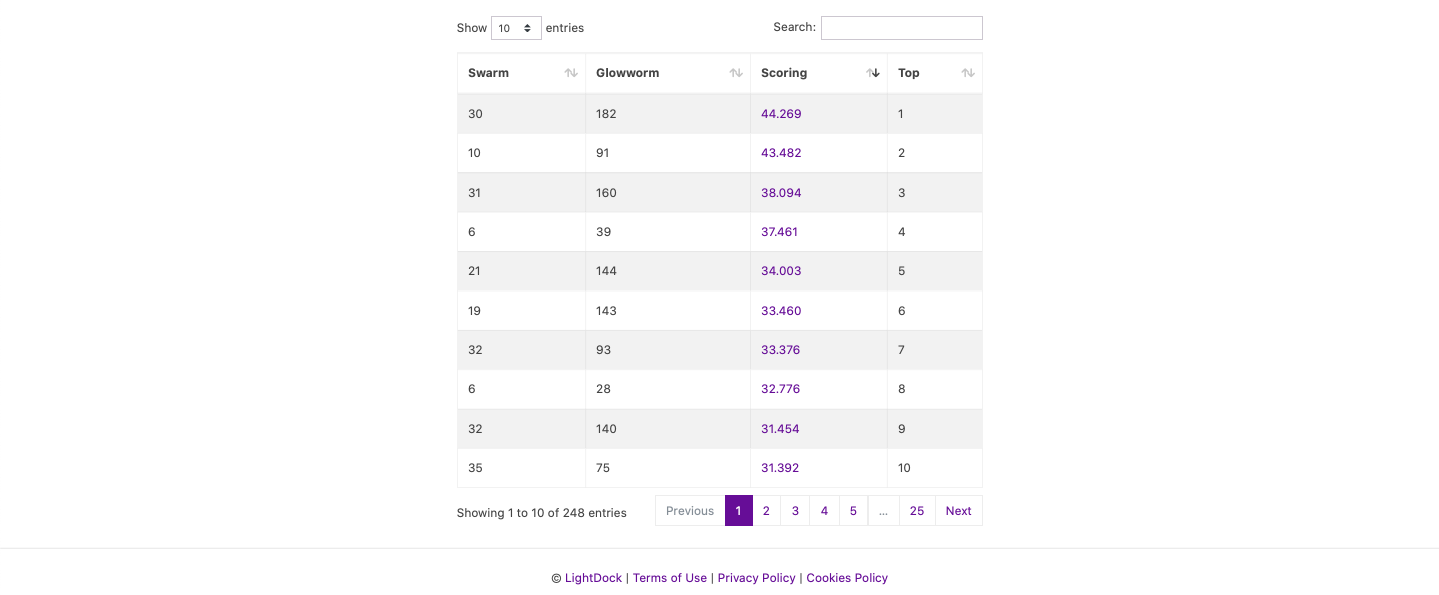 Show 10 entries Search:
Swarm Glowworm Scoring Top
30 182 44.269 1
10 91 43.482 2
31 160 38.094 3
6 39 37.461 4
21 144 34.003 5
19 143 33.460 6
32 93 33.376 7
6 28 32.776 8
32 140 31.454 9
35 75 31.392 10
Showing 1 to 10 of 248 entries Previous 1 2 3 4 5 ... 25 Next
© LightDock | Terms of Use | Privacy Policy | Cookies Policy